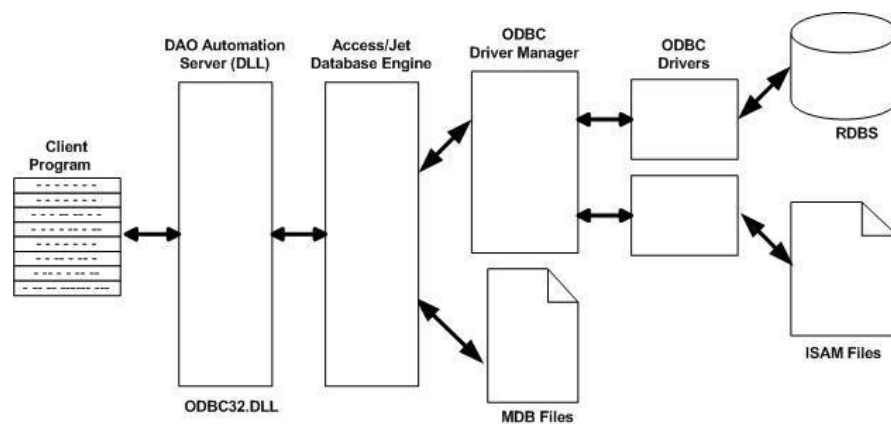 DAO Automation
Server (DLL)
Access/Jet
Database Engine
ODBC
Driver Manager
ODBC
Drivers
RDBS
Client
Program
ISAM Files
ODBC32.DLL
MDB Files